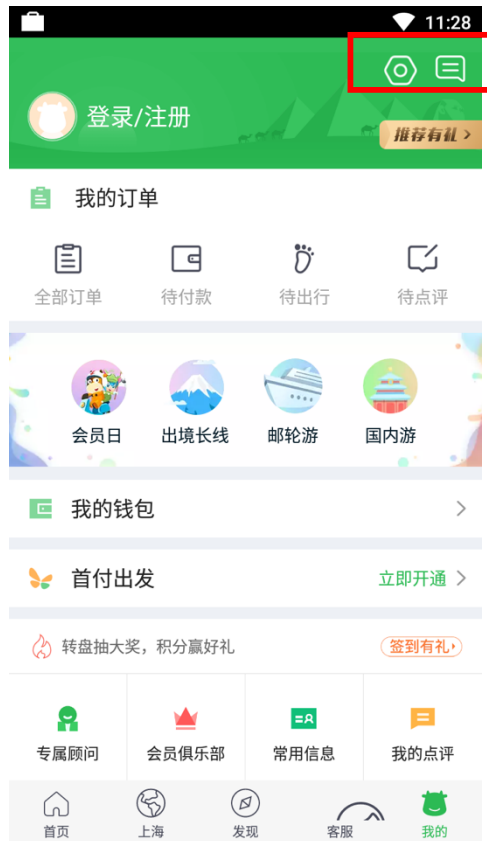 11:28
登录/注册
推荐有礼 >
我的订单
全部订单 待付款 待出行 待点评
会员日 出境长线 邮轮游 国内游
我的钱包
首付出发 立即开通
转盘抽大奖，积分赢好礼 签到有礼
专属顾问 会员俱乐部 常用信息 我的点评
首页 上海 发现 客服 我的